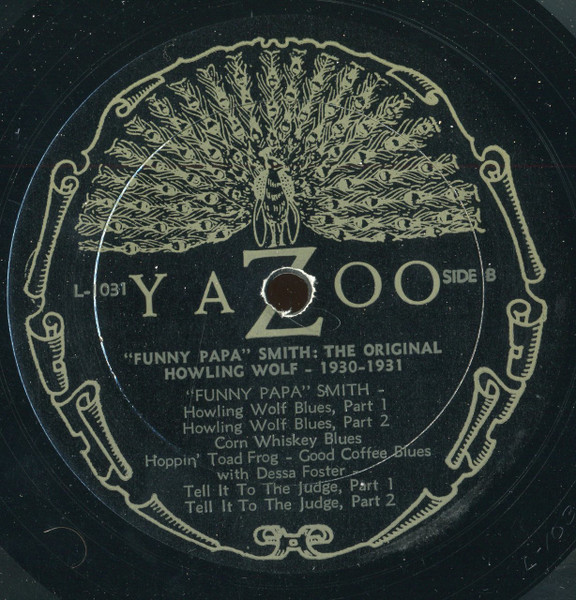 L-1031 YAZOO SIDE B
"FUNNY PAPA" SMITH: THE ORIGINAL
HOWLING WOLF - 1930-1931
"FUNNY PAPA" SMITH -
Howling Wolf Blues, Part 1
Howling Wolf Blues, Part 2
Corn Whiskey Blues
Hoppin' Toad Frog - Good Coffee Blues
with Dessa Foster -
Tell It To The Judge, Part 1
Tell It To The Judge, Part 2
L-103